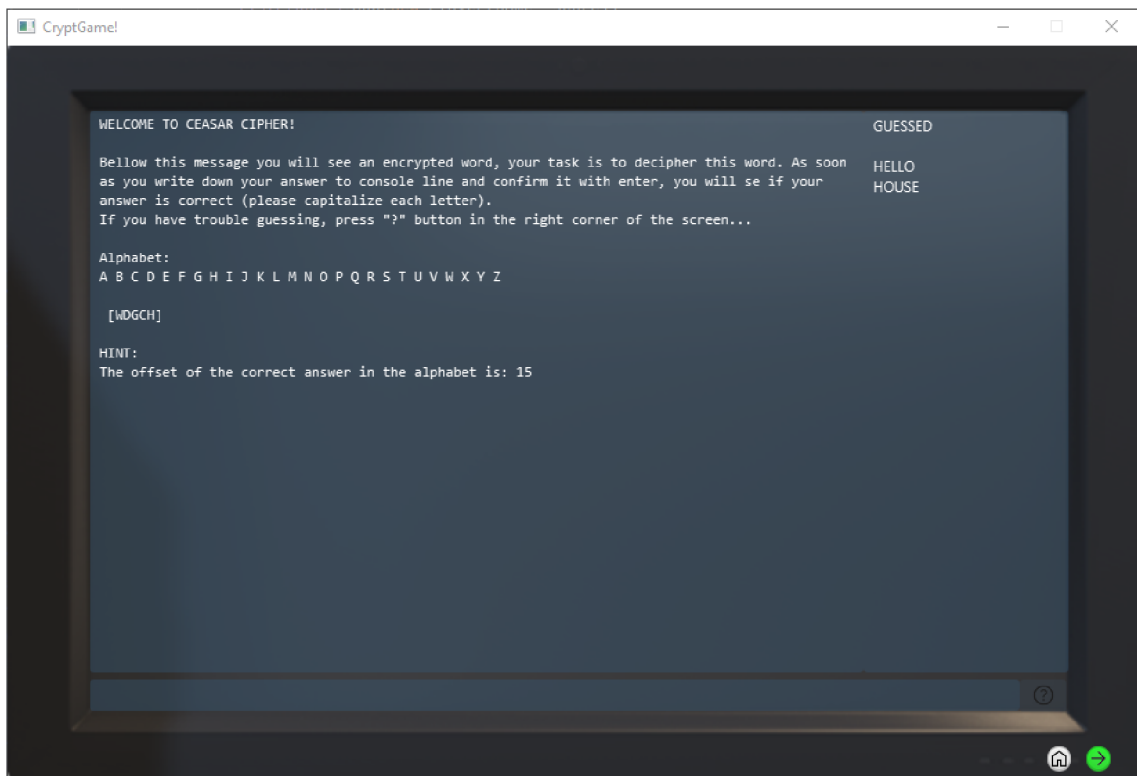 CryptGame!
WELCOME TO CEASAR CIPHER!
Bellow this message you will see an encrypted word, your task is to decipher this word. As soon
as you write down your answer to console line and confirm it with enter, you will se if your
answer is correct (please capitalize each letter).
If you have trouble guessing, press "?" button in the right corner of the screen...
Alphabet:
A B C D E F G H I J K L M N O P Q R S T U V W X Y Z
[WDGCH]
HINT:
The offset of the correct answer in the alphabet is: 15
GUESSED
HELLO
HOUSE
?